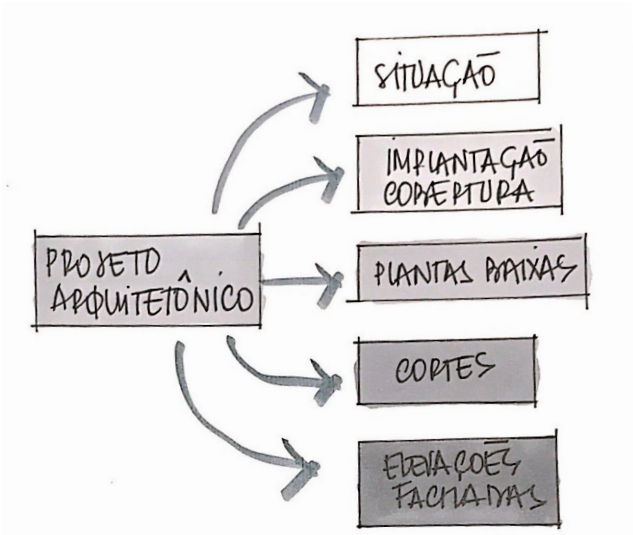 SITUAÇÃO
IMPLANTAÇÃO
COBERTURA
PROJETO
ARQUITETÔNICO
PLANTAS BAIXAS
CORTES
ELEVAÇÕES
FACHADAS